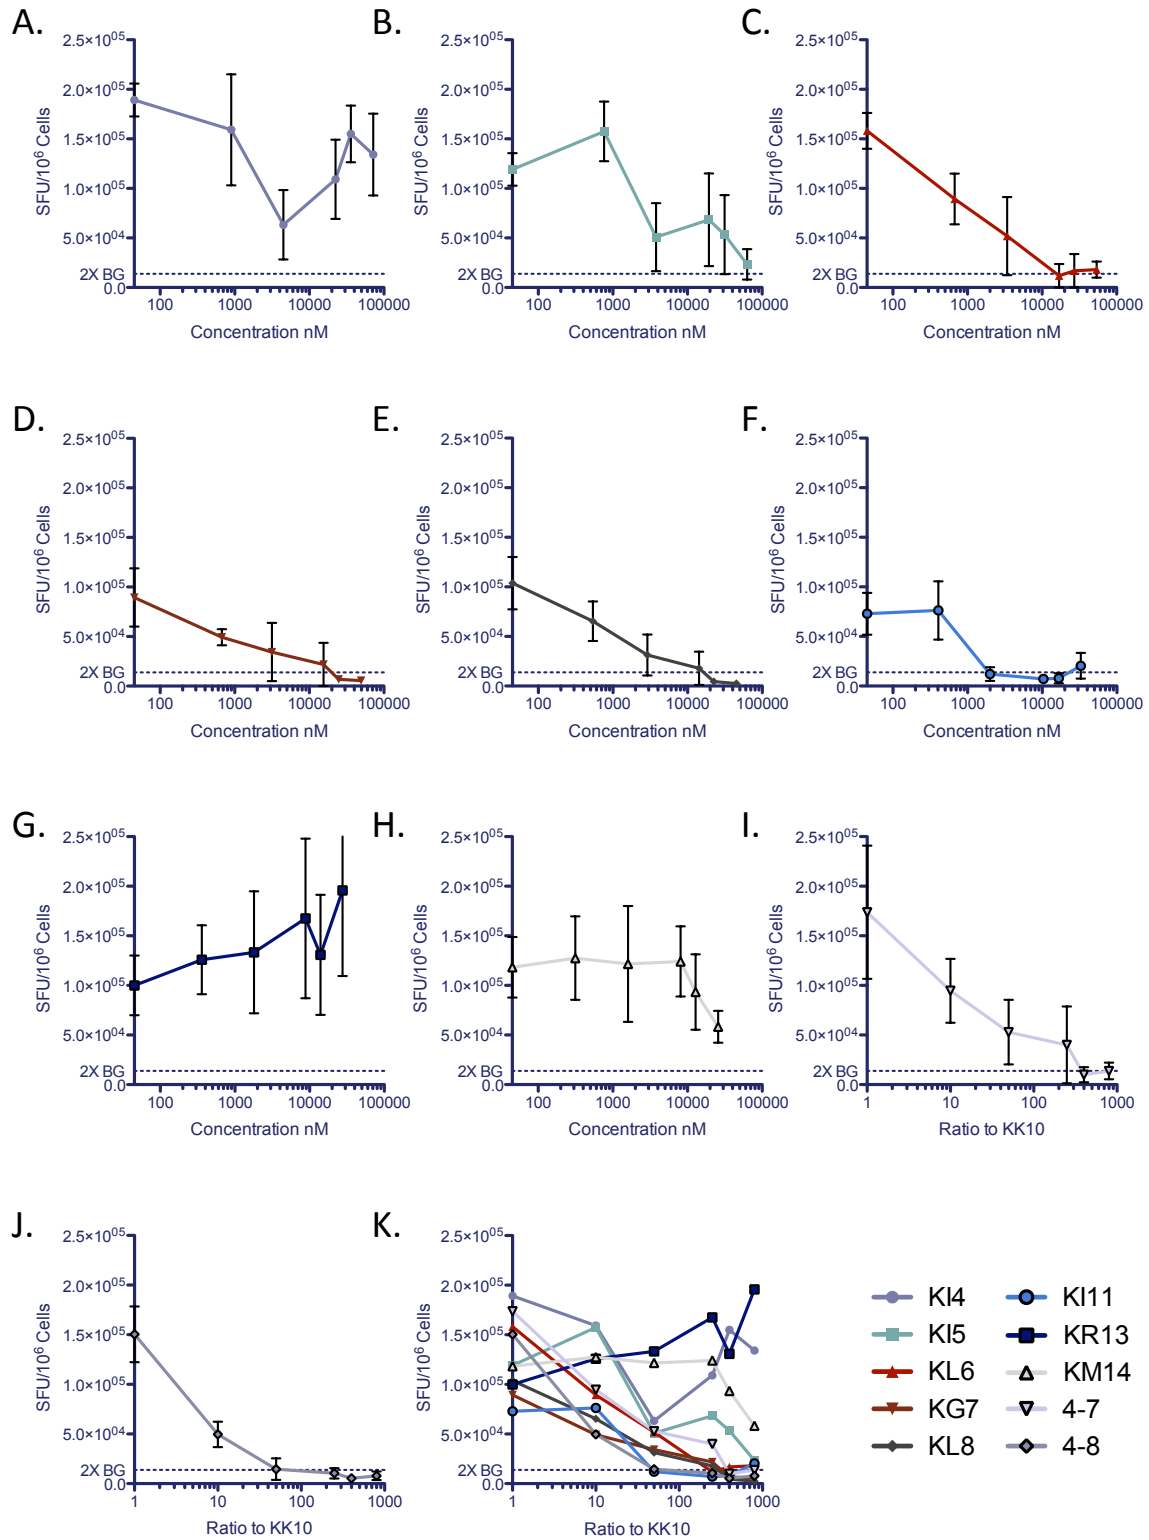 A.
2.5×10⁰⁵
2.0×10⁰⁵
1.5×10⁰⁵
1.0×10⁰⁵
5.0×10⁰⁴
2X BG
0.0
SFU/10⁶ Cells
100 1000 10000 100000
Concentration nM
B.
2.5×10⁰⁵
2.0×10⁰⁵
1.5×10⁰⁵
1.0×10⁰⁵
5.0×10⁰⁴
2X BG
0.0
SFU/10⁶ Cells
100 1000 10000 100000
Concentration nM
C.
2.5×10⁰⁵
2.0×10⁰⁵
1.5×10⁰⁵
1.0×10⁰⁵
5.0×10⁰⁴
2X BG
0.0
SFU/10⁶ Cells
100 1000 10000 100000
Concentration nM
D.
2.5×10⁰⁵
2.0×10⁰⁵
1.5×10⁰⁵
1.0×10⁰⁵
5.0×10⁰⁴
2X BG
0.0
SFU/10⁶ Cells
100 1000 10000 100000
Concentration nM
E.
2.5×10⁰⁵
2.0×10⁰⁵
1.5×10⁰⁵
1.0×10⁰⁵
5.0×10⁰⁴
2X BG
0.0
SFU/10⁶ Cells
100 1000 10000 100000
Concentration nM
F.
2.5×10⁰⁵
2.0×10⁰⁵
1.5×10⁰⁵
1.0×10⁰⁵
5.0×10⁰⁴
2X BG
0.0
SFU/10⁶ Cells
100 1000 10000 100000
Concentration nM
G.
2.5×10⁰⁵
2.0×10⁰⁵
1.5×10⁰⁵
1.0×10⁰⁵
5.0×10⁰⁴
2X BG
0.0
SFU/10⁶ Cells
100 1000 10000 100000
Concentration nM
H.
2.5×10⁰⁵
2.0×10⁰⁵
1.5×10⁰⁵
1.0×10⁰⁵
5.0×10⁰⁴
2X BG
0.0
SFU/10⁶ Cells
100 1000 10000 100000
Concentration nM
I.
2.5×10⁰⁵
2.0×10⁰⁵
1.5×10⁰⁵
1.0×10⁰⁵
5.0×10⁰⁴
2X BG
0.0
SFU/10⁶ Cells
1 10 100 1000
Ratio to KK10
J.
2.5×10⁰⁵
2.0×10⁰⁵
1.5×10⁰⁵
1.0×10⁰⁵
5.0×10⁰⁴
2X BG
0.0
SFU/10⁶ Cells
1 10 100 1000
Ratio to KK10
K.
2.5×10⁰⁵
2.0×10⁰⁵
1.5×10⁰⁵
1.0×10⁰⁵
5.0×10⁰⁴
2X BG
0.0
SFU/10⁶ Cells
1 10 100 1000
Ratio to KK10
KI4
KI5
KL6
KG7
KL8
KI11
KR13
KM14
4-7
4-8